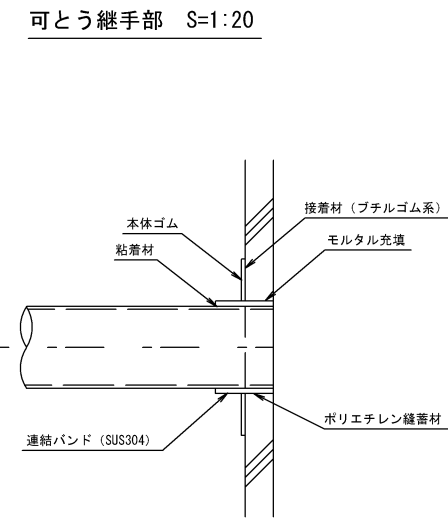 可とう継手部 S=1:20
接着材（ブチルゴム系）
本体ゴム
モルタル充填
粘着材
ポリエチレン縫蓄材
連結バンド（SUS304）